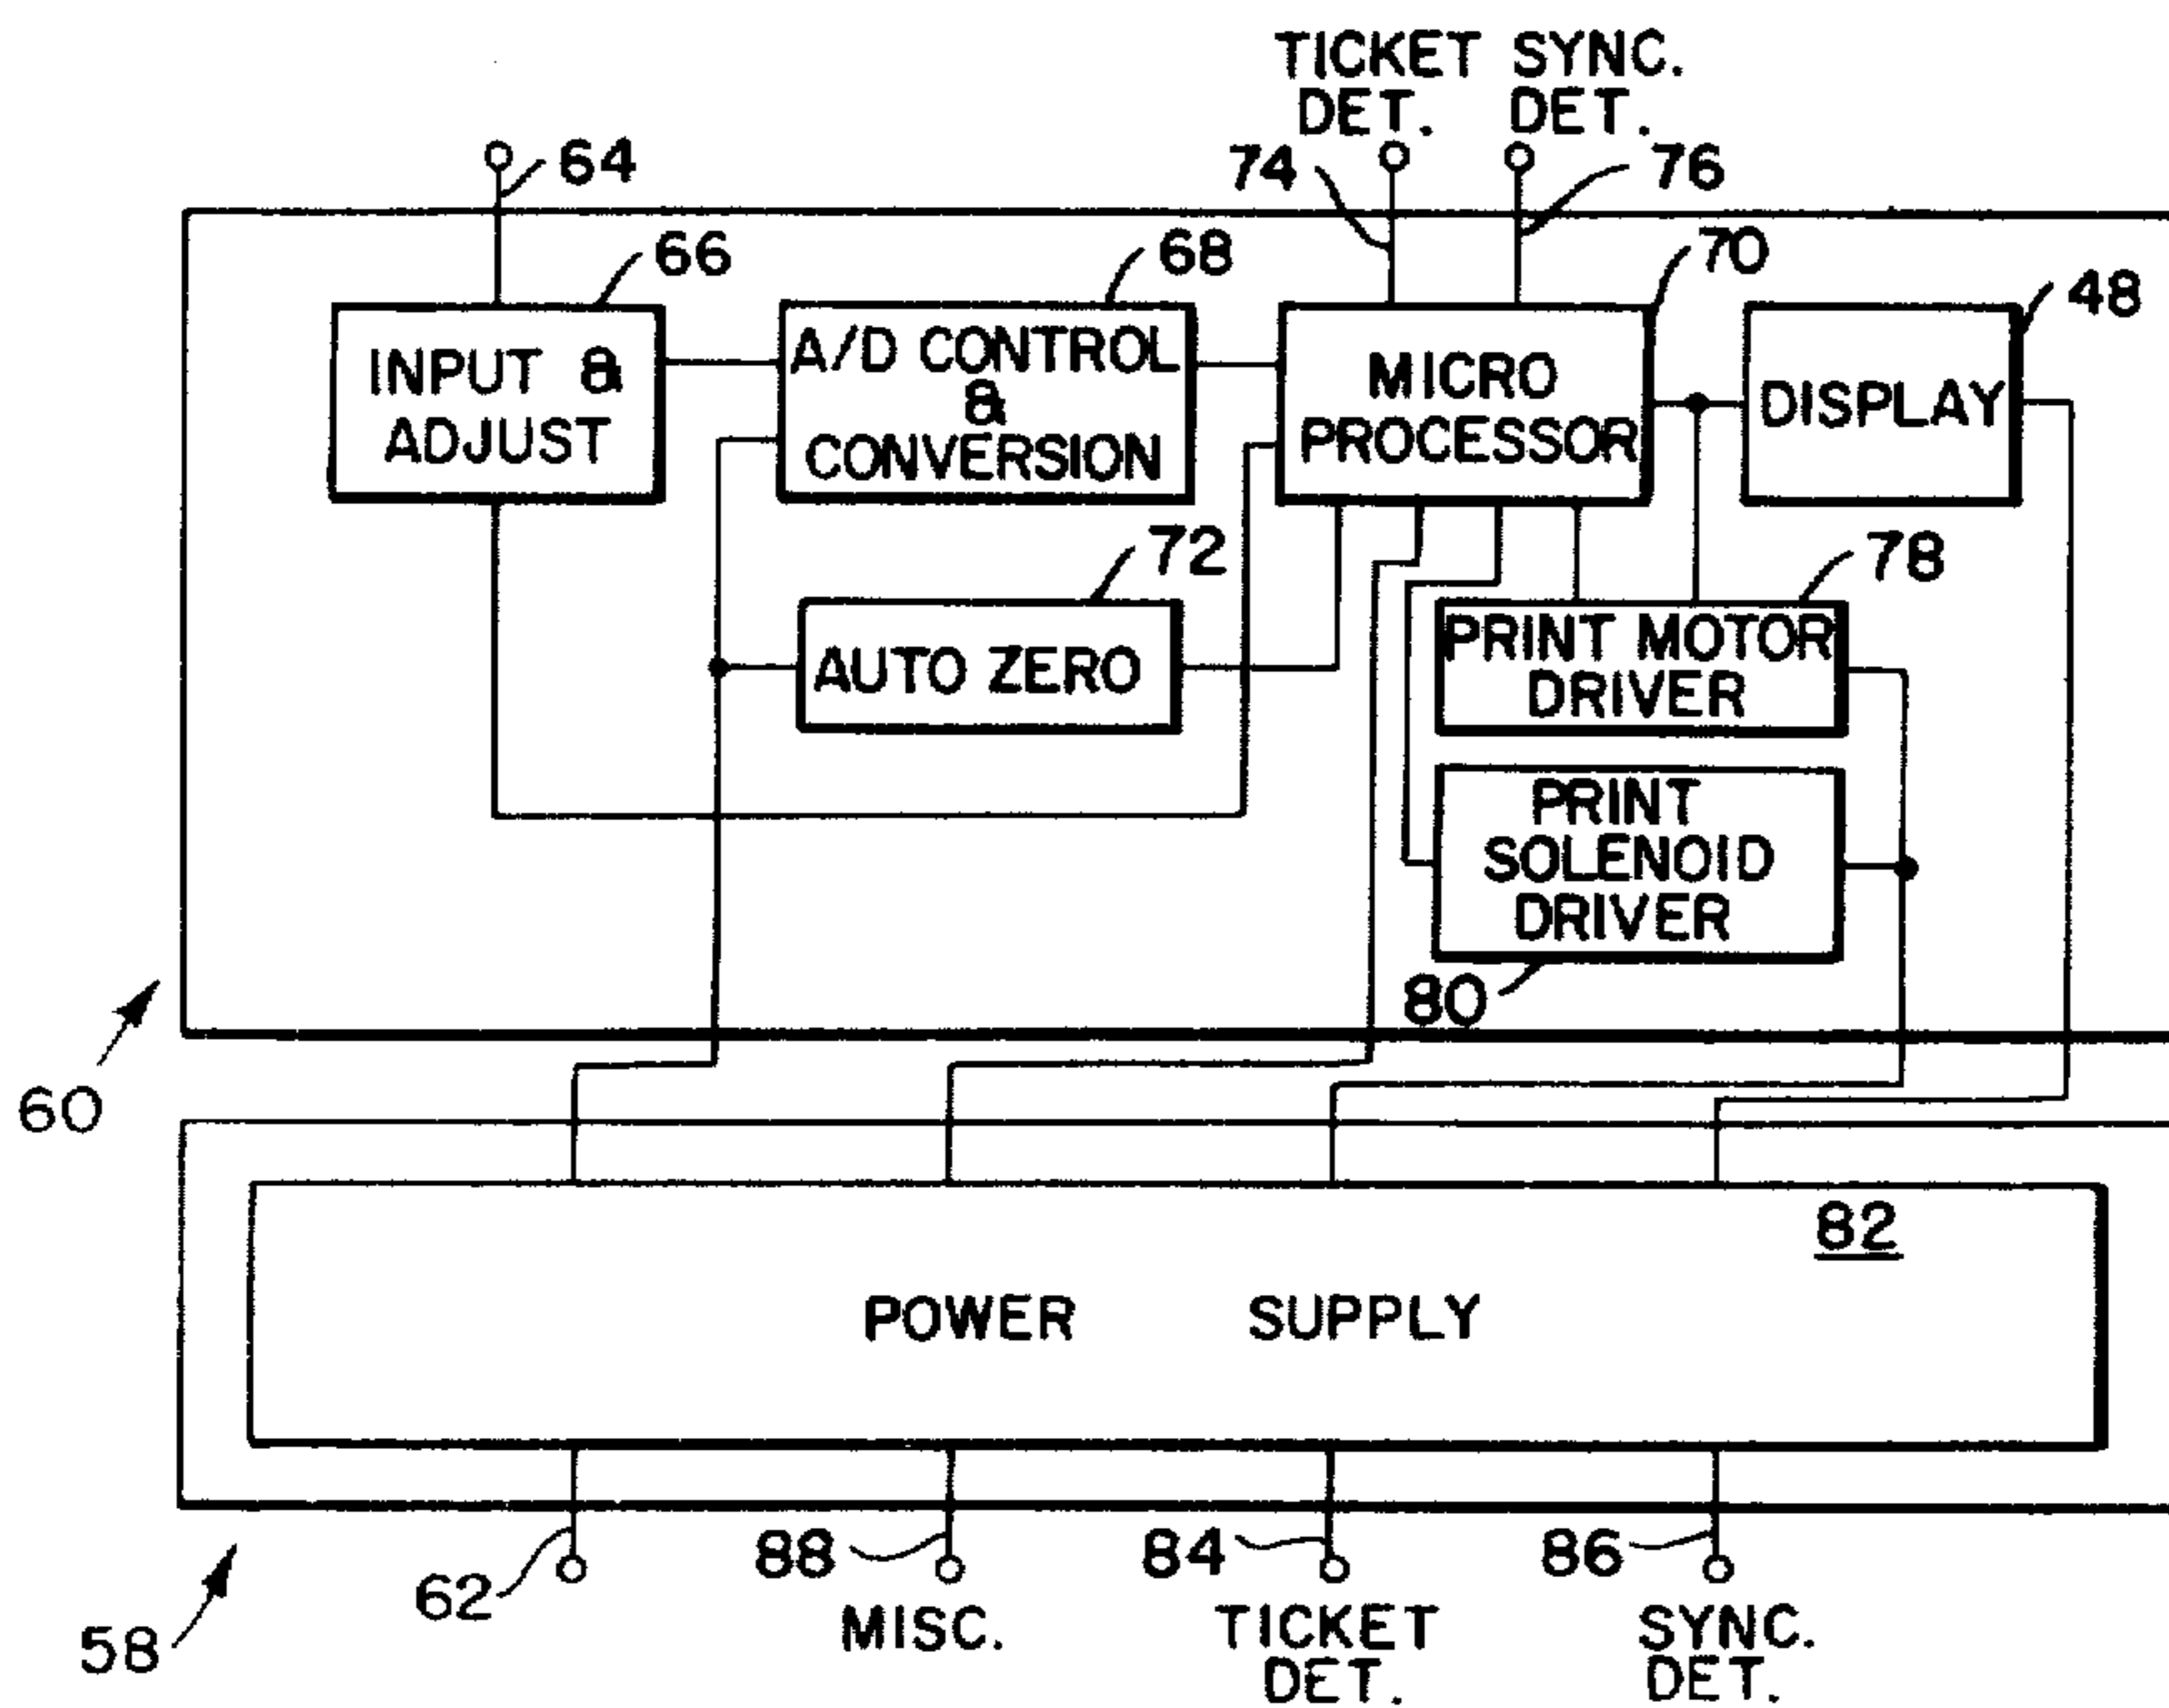 TICKET DET.
SYNC. DET.
64
74
76
66
68
70
48
INPUT & ADJUST
A/D CONTROL & CONVERSION
MICRO PROCESSOR
DISPLAY
72
78
AUTO ZERO
PRINT MOTOR DRIVER
PRINT SOLENOID DRIVER
80
60
82
POWER SUPPLY
62
88
84
86
58
MISC.
TICKET DET.
SYNC. DET.